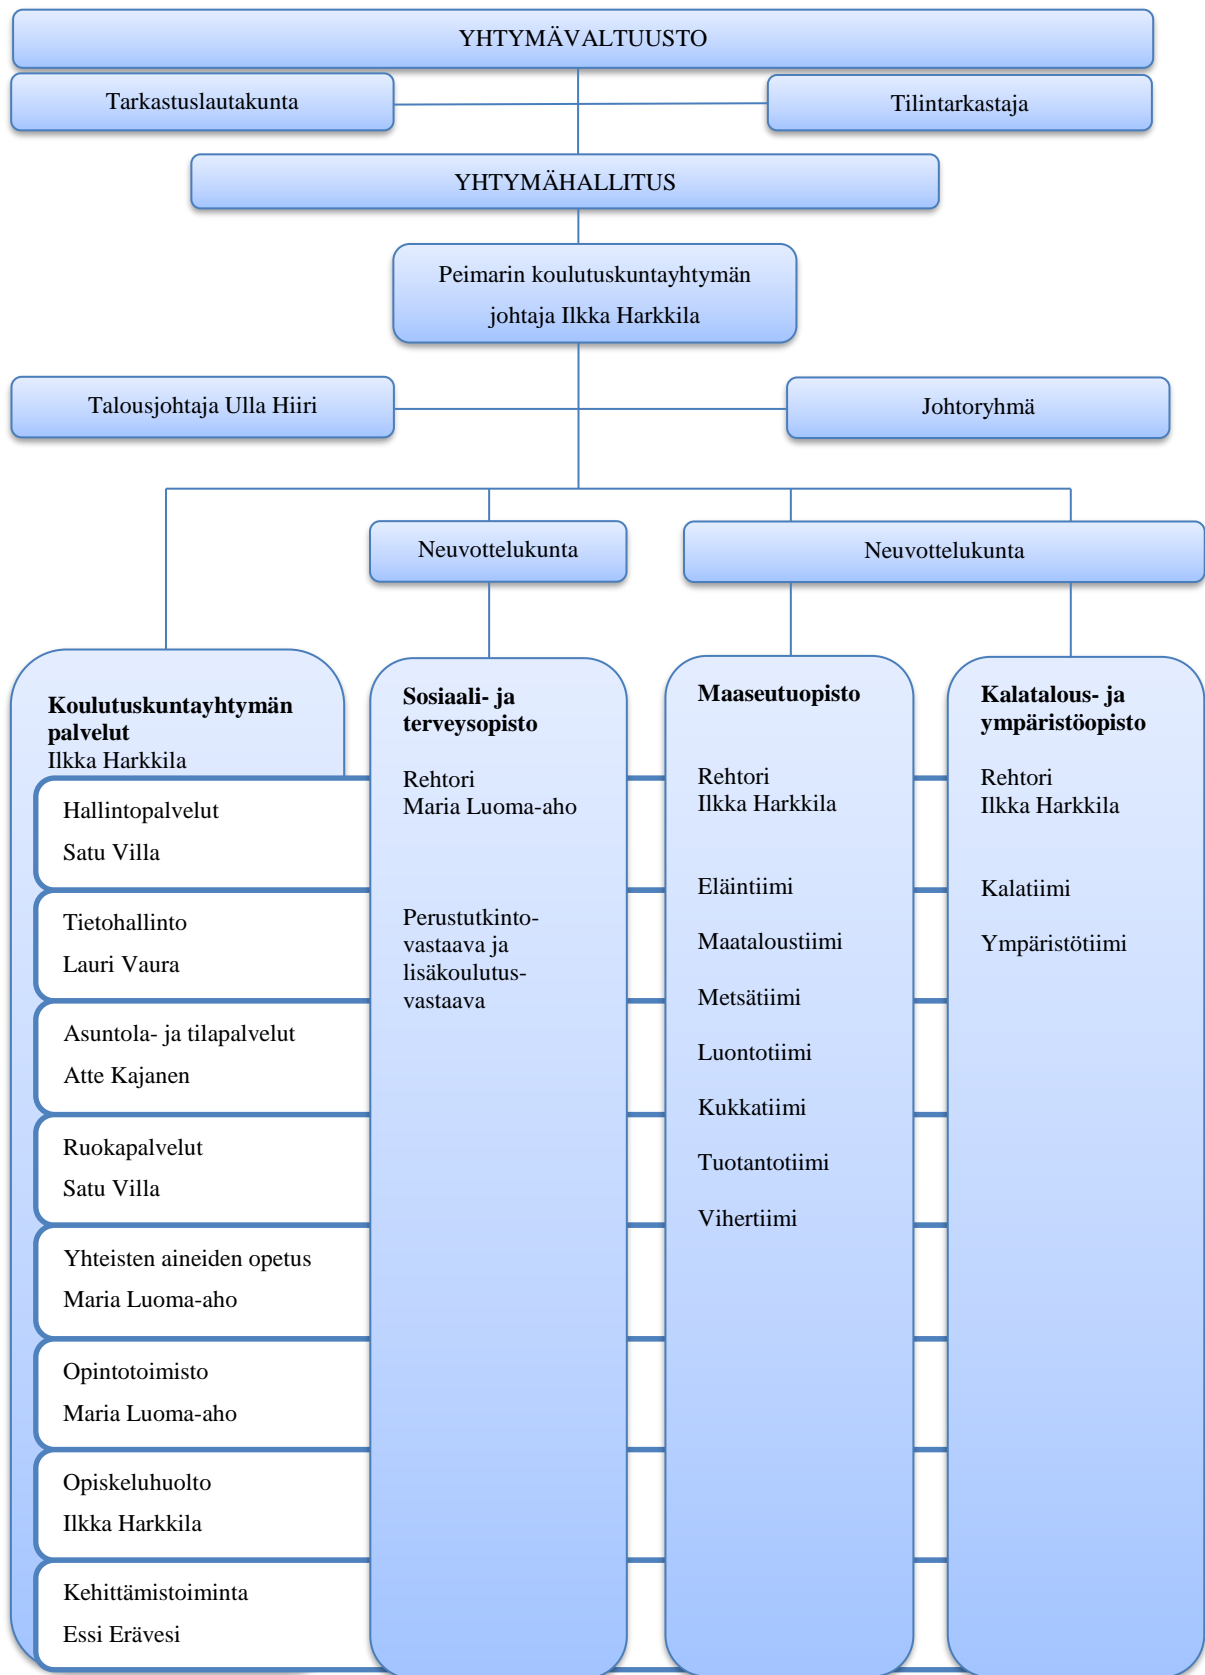 YHTYMÄVALTUUSTO
Tarkastuslautakunta
Tilintarkastaja
YHTYMÄHALLITUS
Peimarin koulutuskuntayhtymän
johtaja Ilkka Harkkila
Talousjohtaja Ulla Hiiri
Johtoryhmä
Neuvottelukunta
Neuvottelukunta
Koulutuskuntayhtymän
palvelut
Ilkka Harkkila
Hallintopalvelut
Satu Villa
Tietohallinto
Lauri Vaura
Asuntola- ja tilapalvelut
Atte Kajanen
Ruokapalvelut
Satu Villa
Yhteisten aineiden opetus
Maria Luoma-aho
Opintotoimisto
Maria Luoma-aho
Opiskeluhuolto
Ilkka Harkkila
Kehittämistoiminta
Essi Erävesi
Sosiaali- ja
terveysopisto
Rehtori
Maria Luoma-aho
Perustutkinto-
vastaava ja
lisäkoulutus-
vastaava
Maaseutuopisto
Rehtori
Ilkka Harkkila
Eläintiimi
Maataloustiimi
Metsätiimi
Luontotiimi
Kukkatiimi
Tuotantotiimi
Vihertiimi
Kalatalous- ja
ympäristöopisto
Rehtori
Ilkka Harkkila
Kalatiimi
Ympäristötiimi